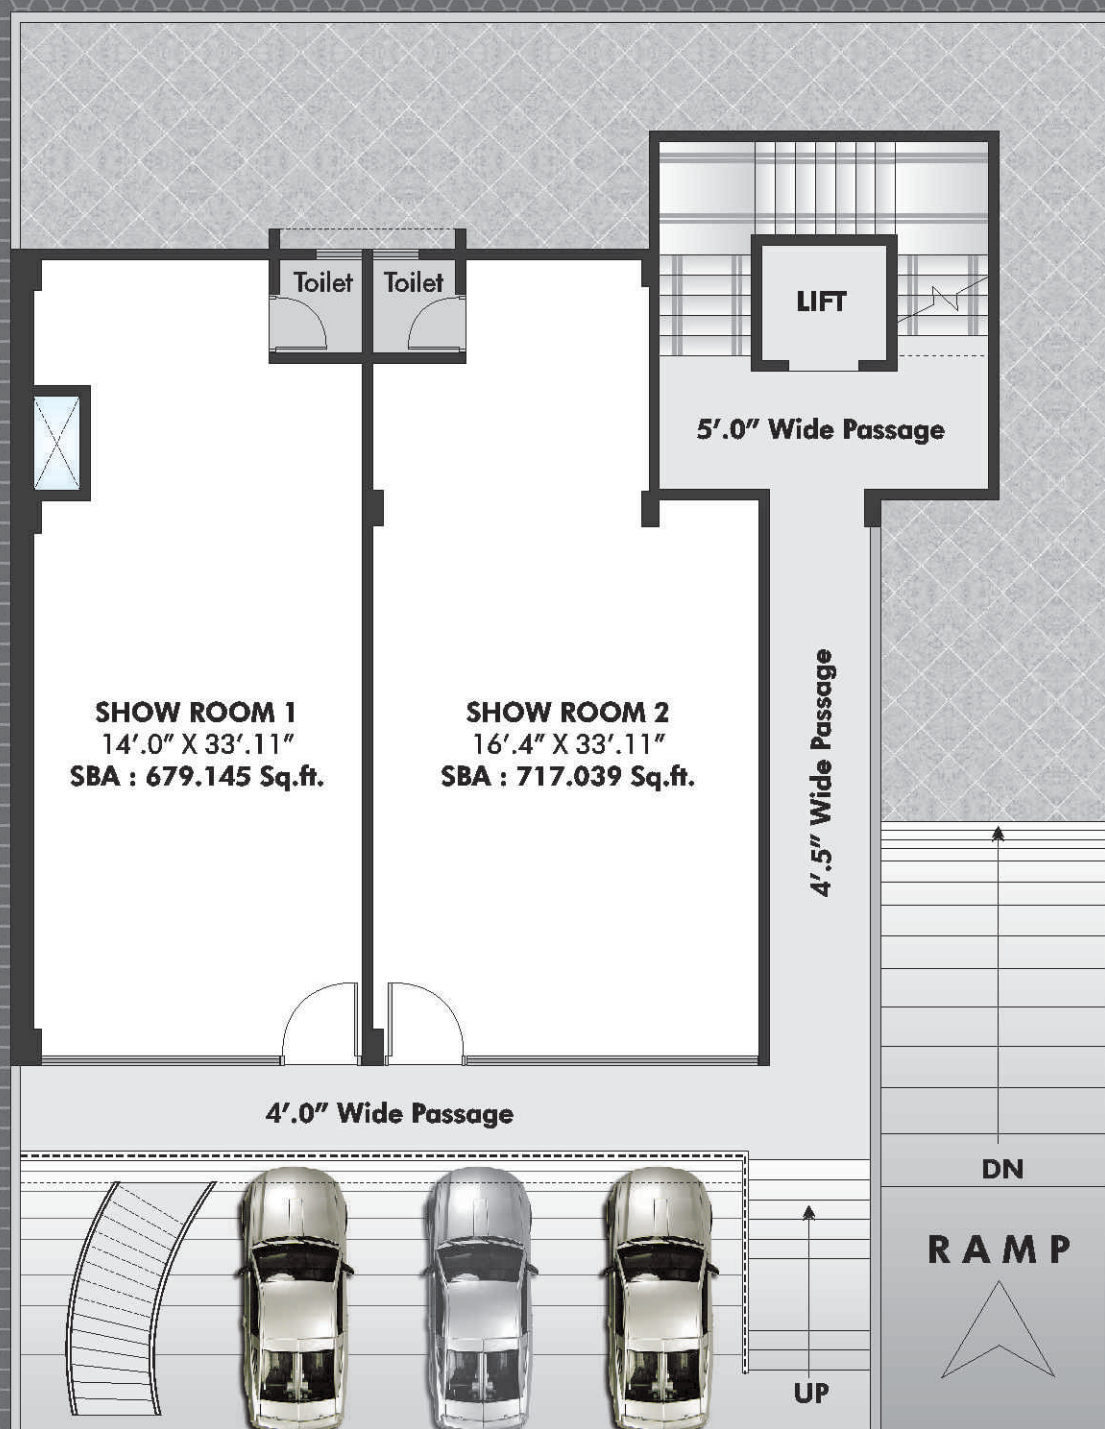 Toilet
Toilet
LIFT
5'.0" Wide Passage
SHOW ROOM 1
14'.0" X 33'.11"
SBA : 679.145 Sq.ft.
SHOW ROOM 2
16'.4" X 33'.11"
SBA : 717.039 Sq.ft.
4'.5" Wide Passage
4'.0" Wide Passage
DN
RAMP
UP